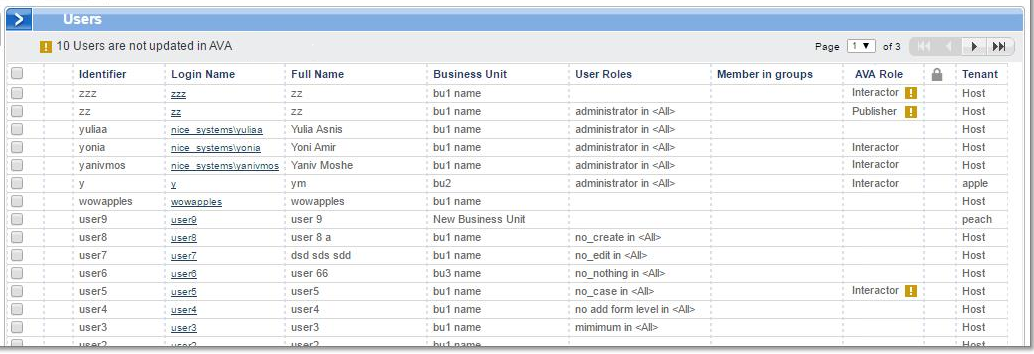 Users
10 Users are not updated in AVA Page 1 of 3
Identifier Login Name Full Name Business Unit User Roles Member in groups AVA Role Tenant
zzz zzz zz bu1 name Interactor Host
zz zz zz bu1 name administrator in <All> Publisher Host
yuliaa nice_systems\yuliaa Yulia Asnis bu1 name administrator in <All> Host
yonia nice_systems\yonia Yoni Amir bu1 name administrator in <All> Interactor Host
yanivmos nice_systems\yanivmos Yaniv Moshe bu1 name administrator in <All> Interactor Host
y y ym bu2 administrator in <All> Interactor apple
wowapples wowapples wowapples bu1 name Host
user9 user9 user 9 New Business Unit peach
user8 user8 user 8 a bu1 name no_create in <All> Host
user7 user7 dsd sds sdd bu1 name no_edit in <All> Host
user6 user6 user 66 bu3 name no_nothing in <All> Host
user5 user5 user5 bu1 name no_case in <All> Interactor Host
user4 user4 user4 bu1 name no add form level in <All> Host
user3 user3 user3 bu1 name mimimum in <All> Host
user2 user2 user2 bu1 name Host